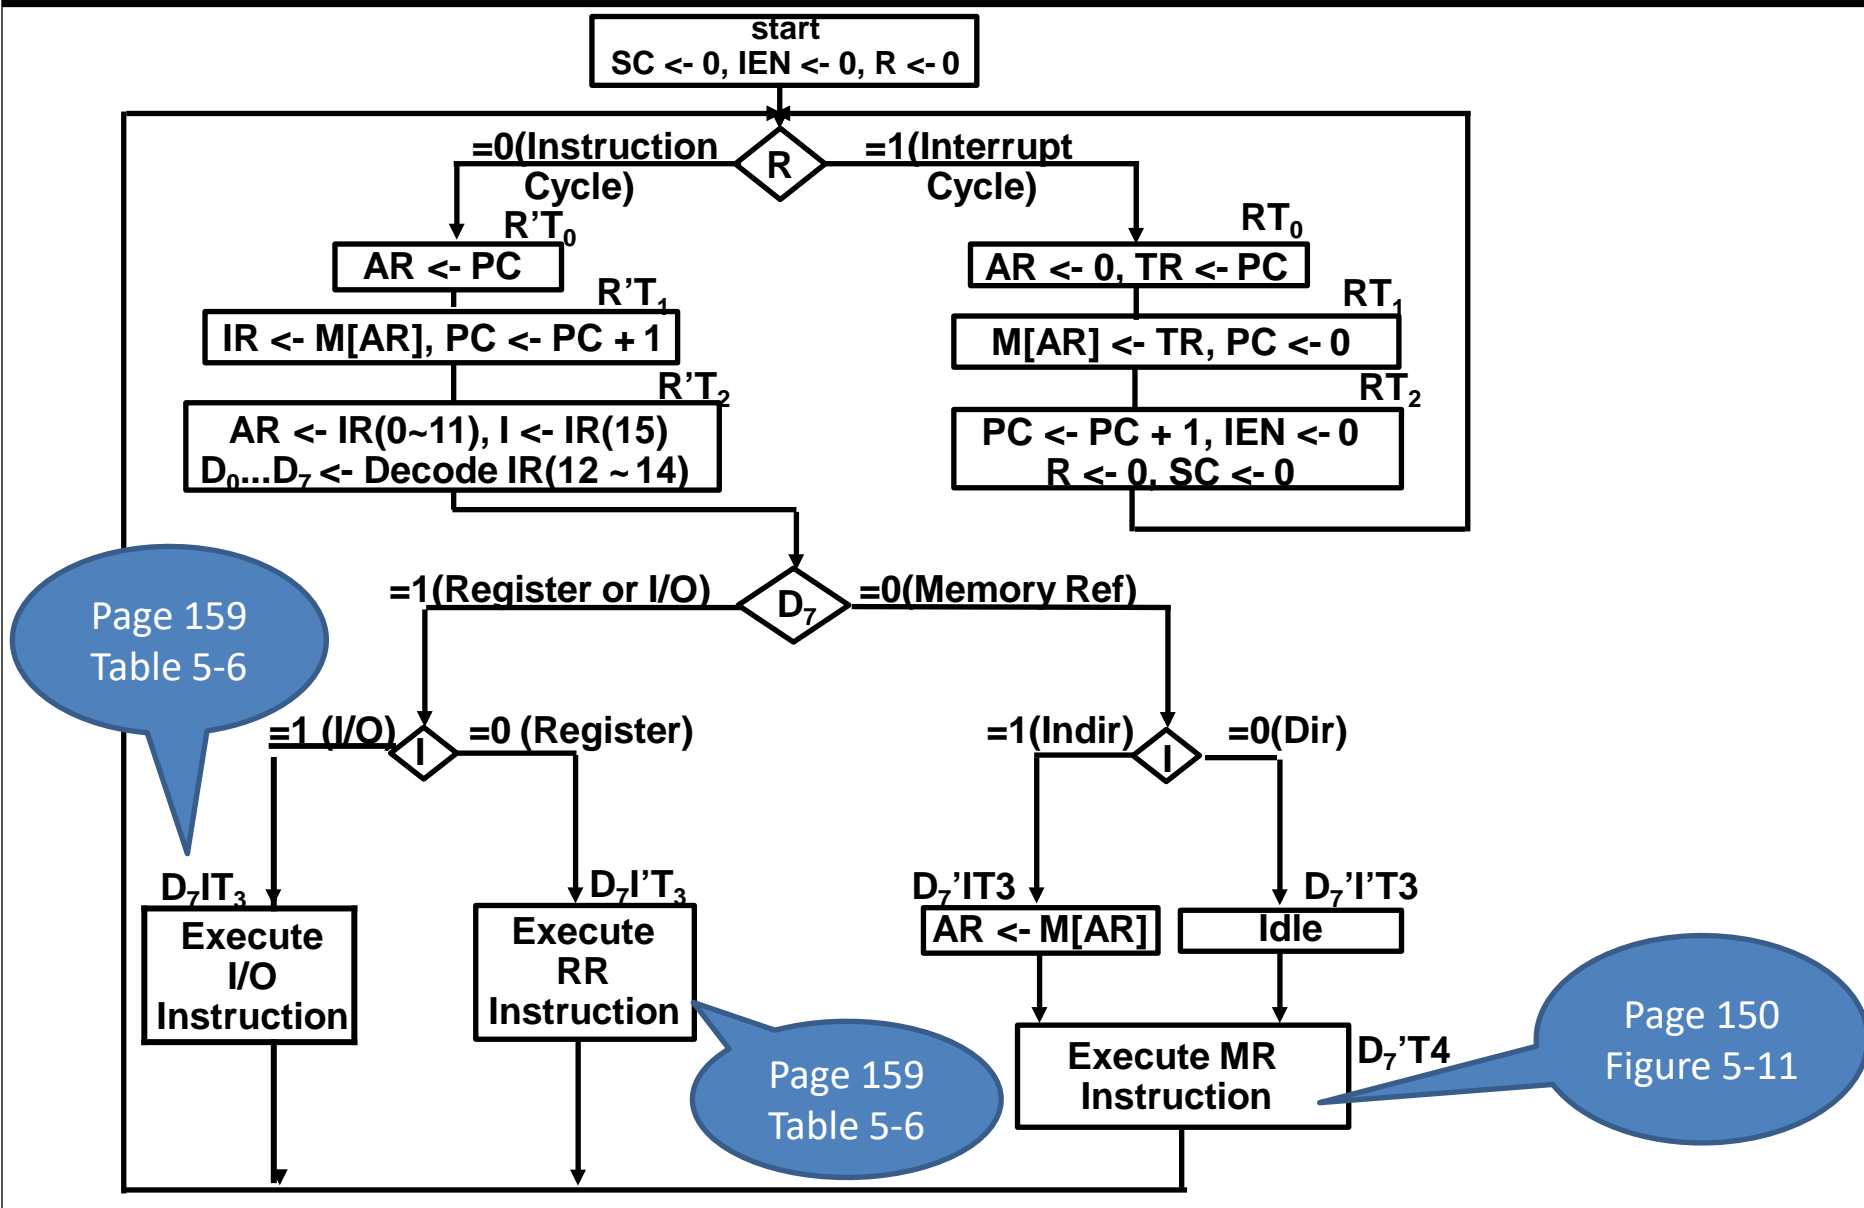 start
SC <- 0, IEN <- 0, R <- 0
R
=0(Instruction
Cycle)
=1(Interrupt
Cycle)
R’T₀
AR <- PC
R’T₁
IR <- M[AR], PC <- PC + 1
R’T₂
AR <- IR(0~11), I <- IR(15)
D₀...D₇ <- Decode IR(12 ~ 14)
RT₀
AR <- 0, TR <- PC
RT₁
M[AR] <- TR, PC <- 0
RT₂
PC <- PC + 1, IEN <- 0
R <- 0, SC <- 0
=1(Register or I/O)
D₇
=0(Memory Ref)
Page 159
Table 5-6
=1 (I/O)
I
=0 (Register)
=1(Indir)
I
=0(Dir)
D₇IT₃
Execute
I/O
Instruction
D₇I’T₃
Execute
RR
Instruction
D₇’IT3
AR <- M[AR]
D₇’I’T3
Idle
Execute MR
Instruction
D₇’T4
Page 159
Table 5-6
Page 150
Figure 5-11